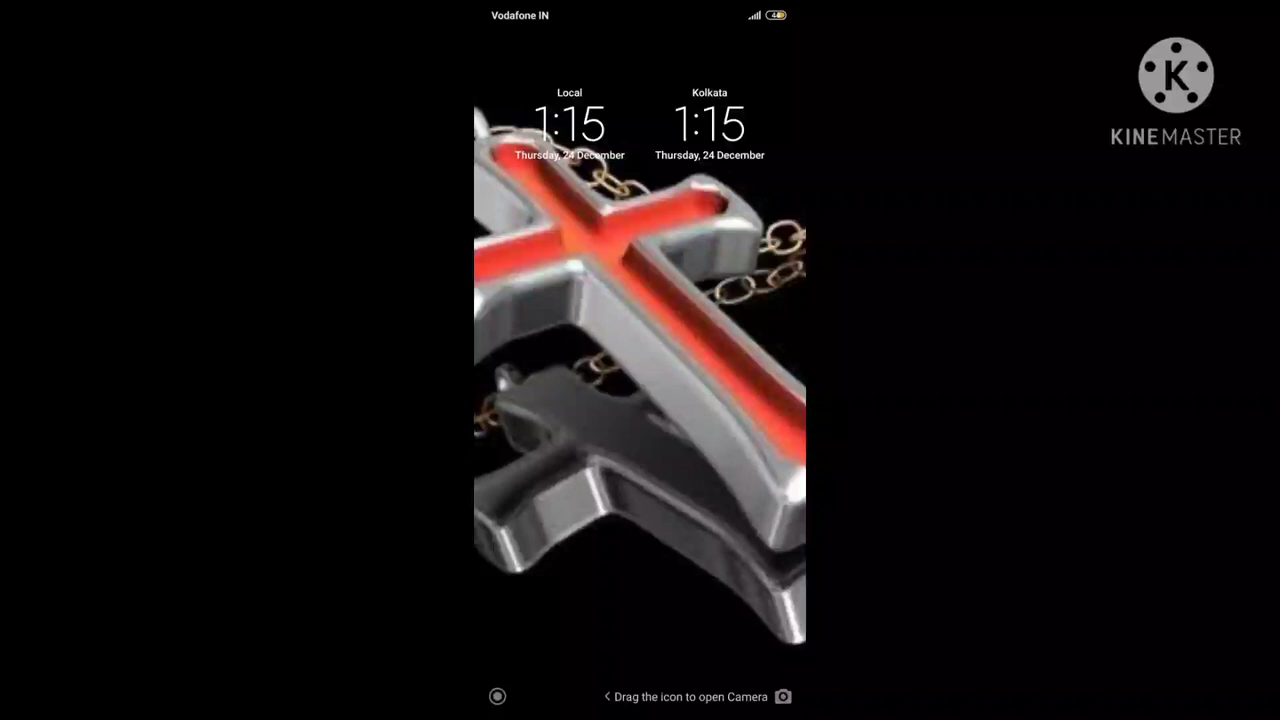 Vodafone IN
44
Local
Kolkata
1:15
1:15
Thursday, 24 December
Thursday, 24 December
K
KINEMASTER
< Drag the icon to open Camera